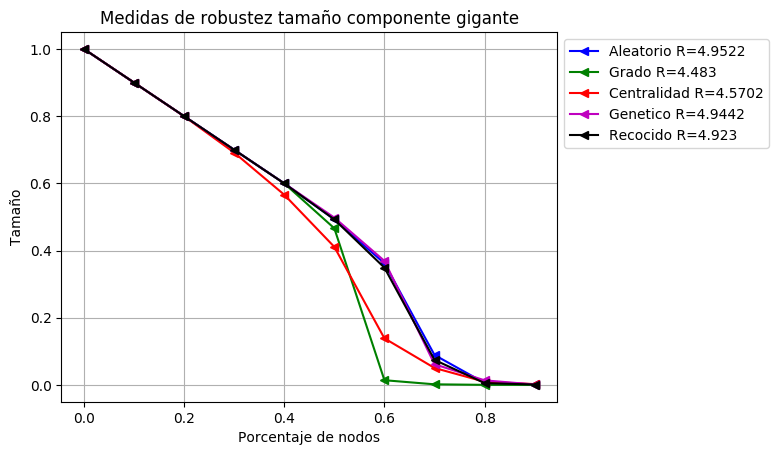 Medidas de robustez tamaño componente gigante
1.0
0.8
0.6
0.4
0.2
0.0
Tamaño
0.0 0.2 0.4 0.6 0.8
Porcentaje de nodos
Aleatorio R=4.9522
Grado R=4.483
Centralidad R=4.5702
Genetico R=4.9442
Recocido R=4.923